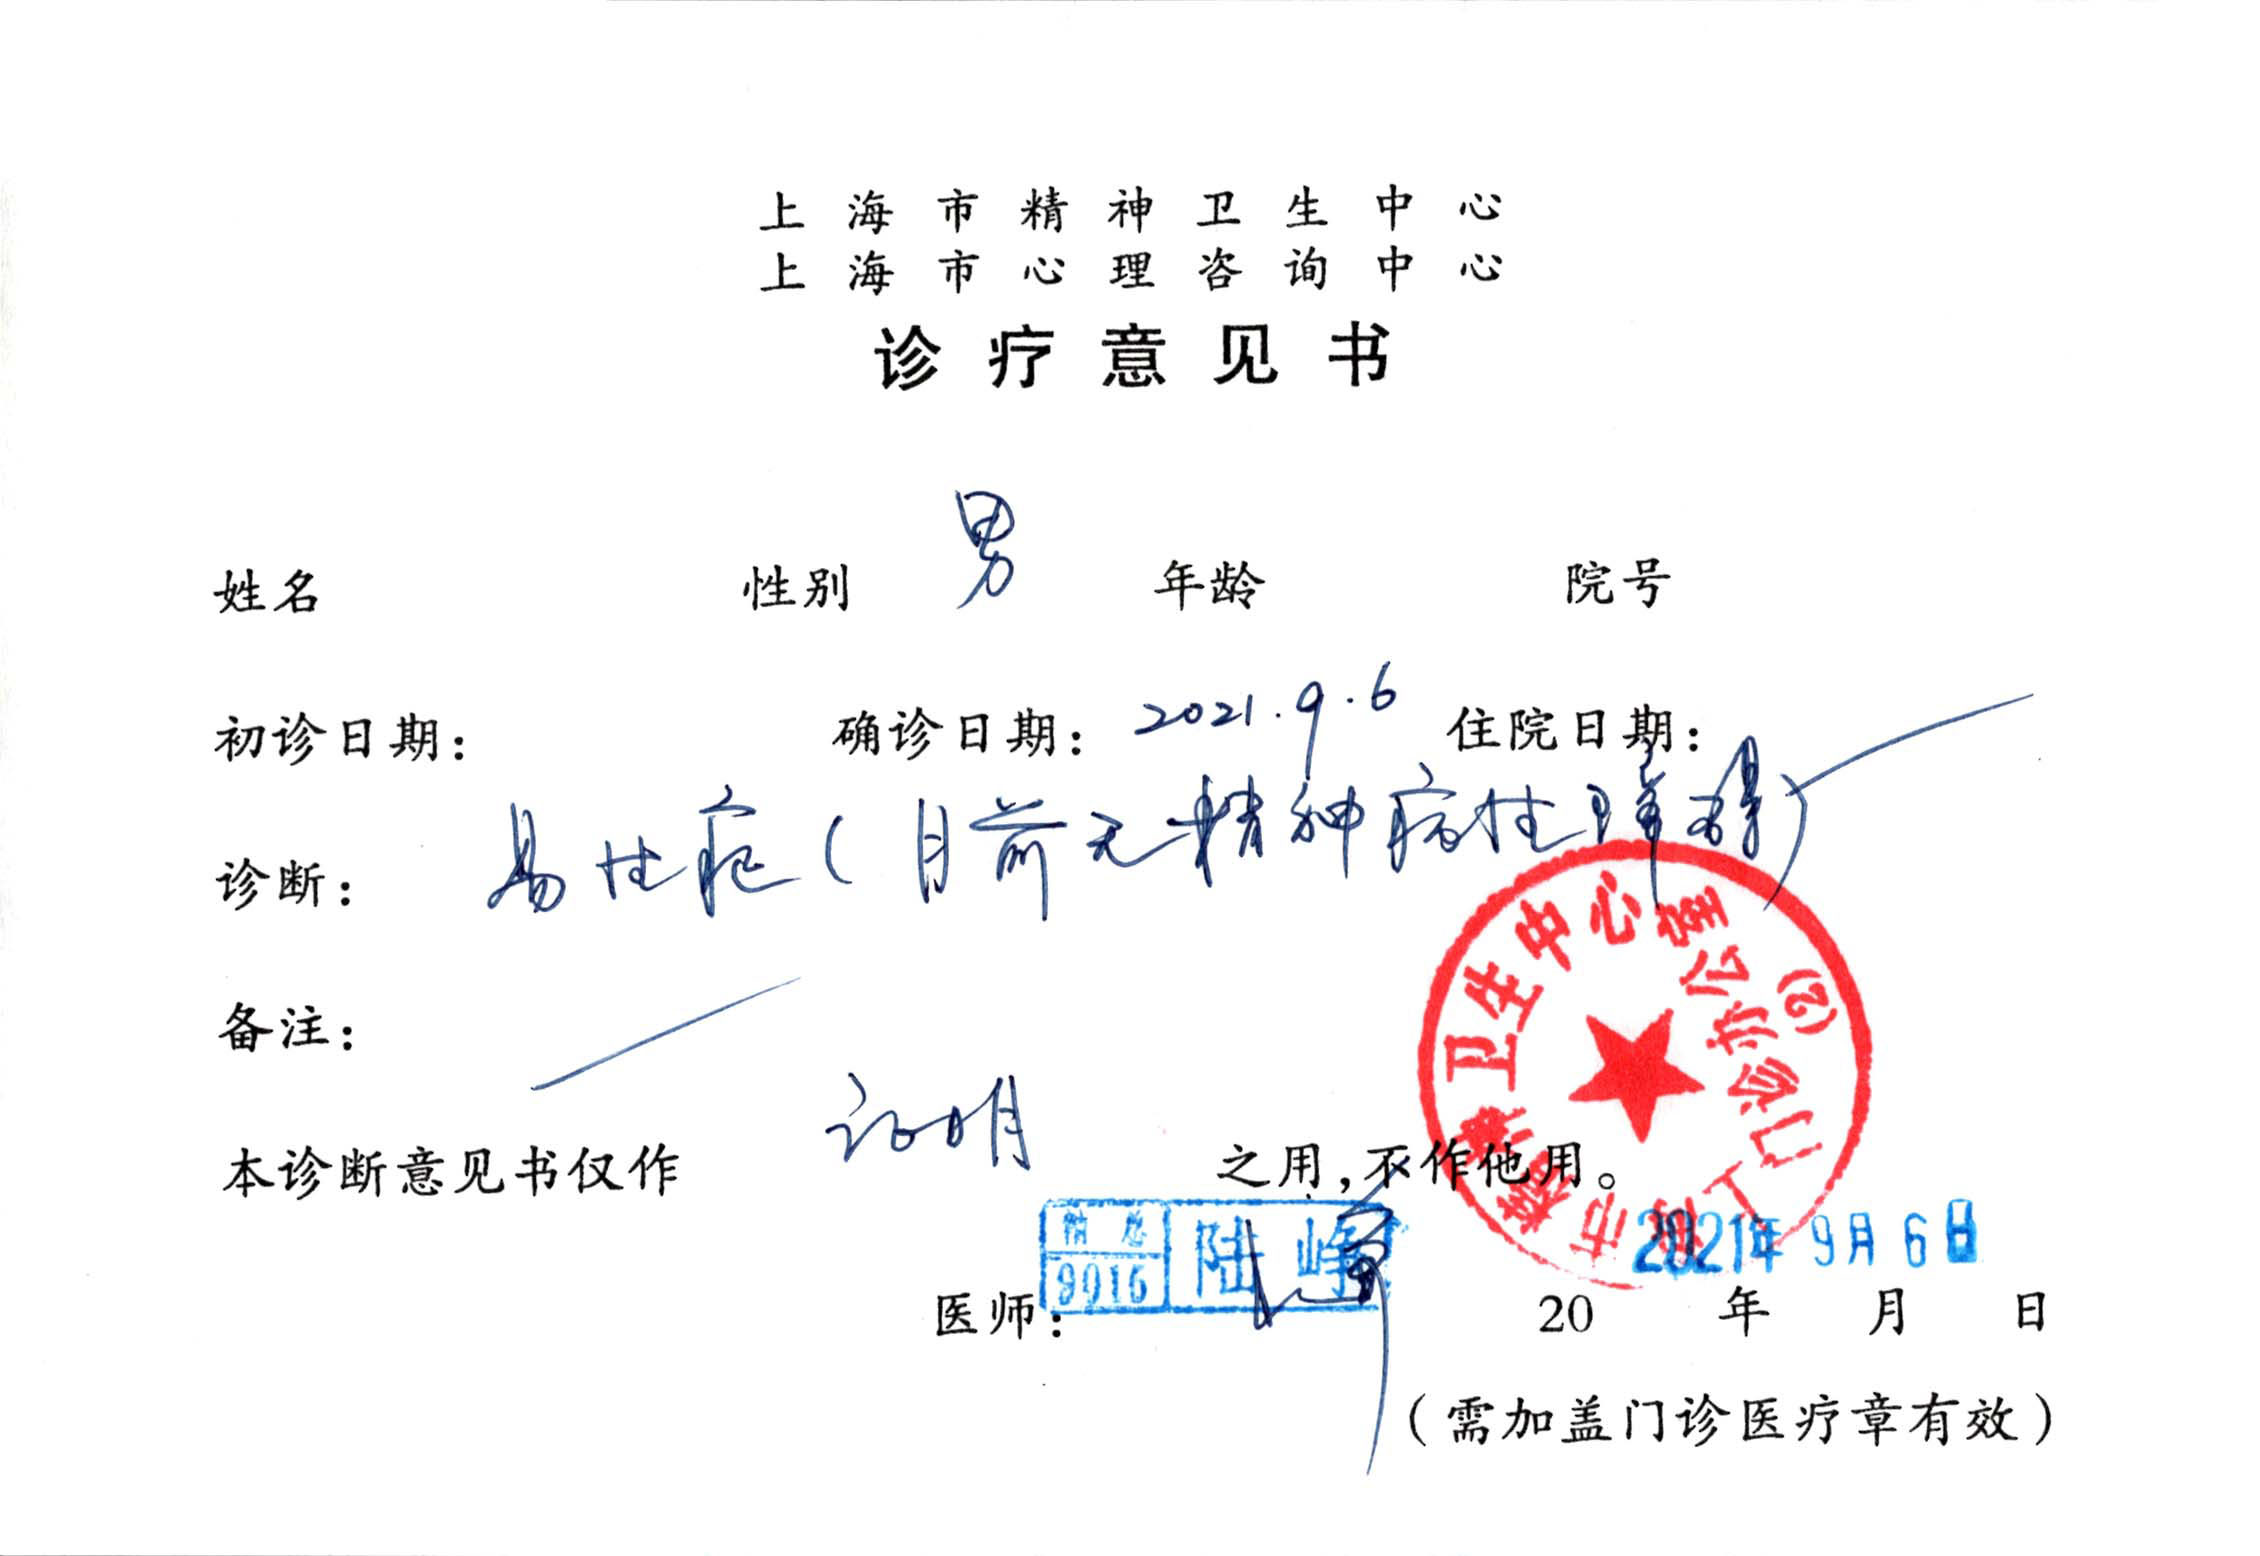 上海市精神卫生中心
上海市心理咨询中心
诊疗意见书
姓名 性别 男 年龄 院号
初诊日期： 确诊日期：2021.9.6 住院日期：
诊断：易性症（目前无精神病性障碍）
备注：
本诊断意见书仅作 证明 之用，不作他用。
市精神卫生中心门诊办公室(2)
精总 9016 陆峥
2021年9月6日
医师： 20 年 月 日
（需加盖门诊医疗章有效）